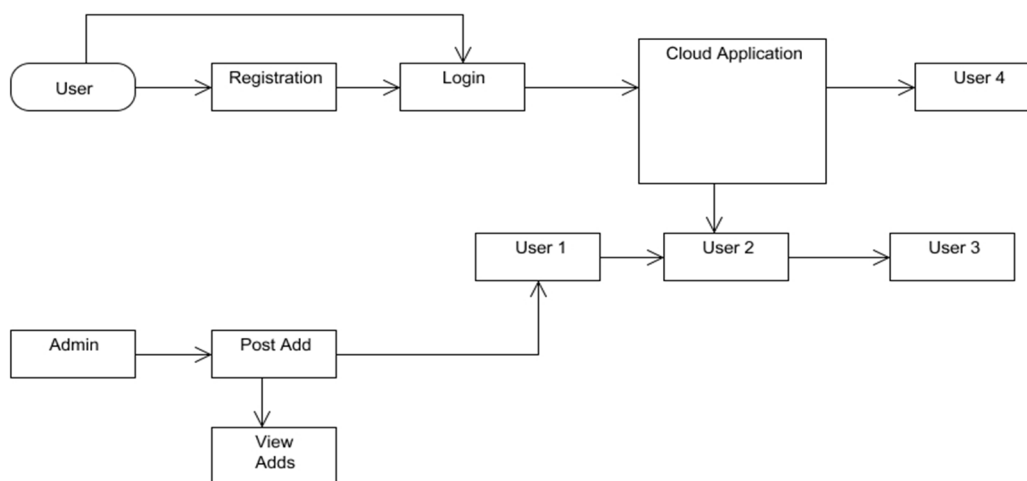 Cloud Application
User
Registration
Login
User 4
User 1
User 2
User 3
Admin
Post Add
View
Adds